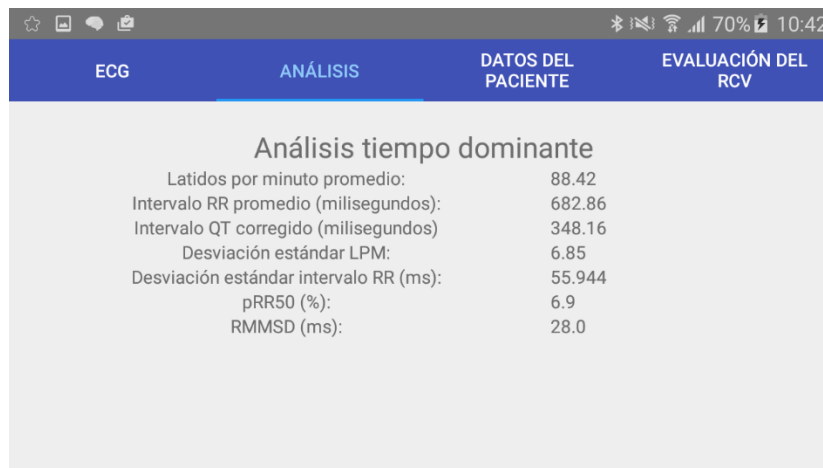 70% 10:42
ECG
ANÁLISIS
DATOS DEL
PACIENTE
EVALUACIÓN DEL
RCV
Análisis tiempo dominante
Latidos por minuto promedio: 88.42
Intervalo RR promedio (milisegundos): 682.86
Intervalo QT corregido (milisegundos) 348.16
Desviación estándar LPM: 6.85
Desviación estándar intervalo RR (ms): 55.944
pRR50 (%): 6.9
RMMSD (ms): 28.0